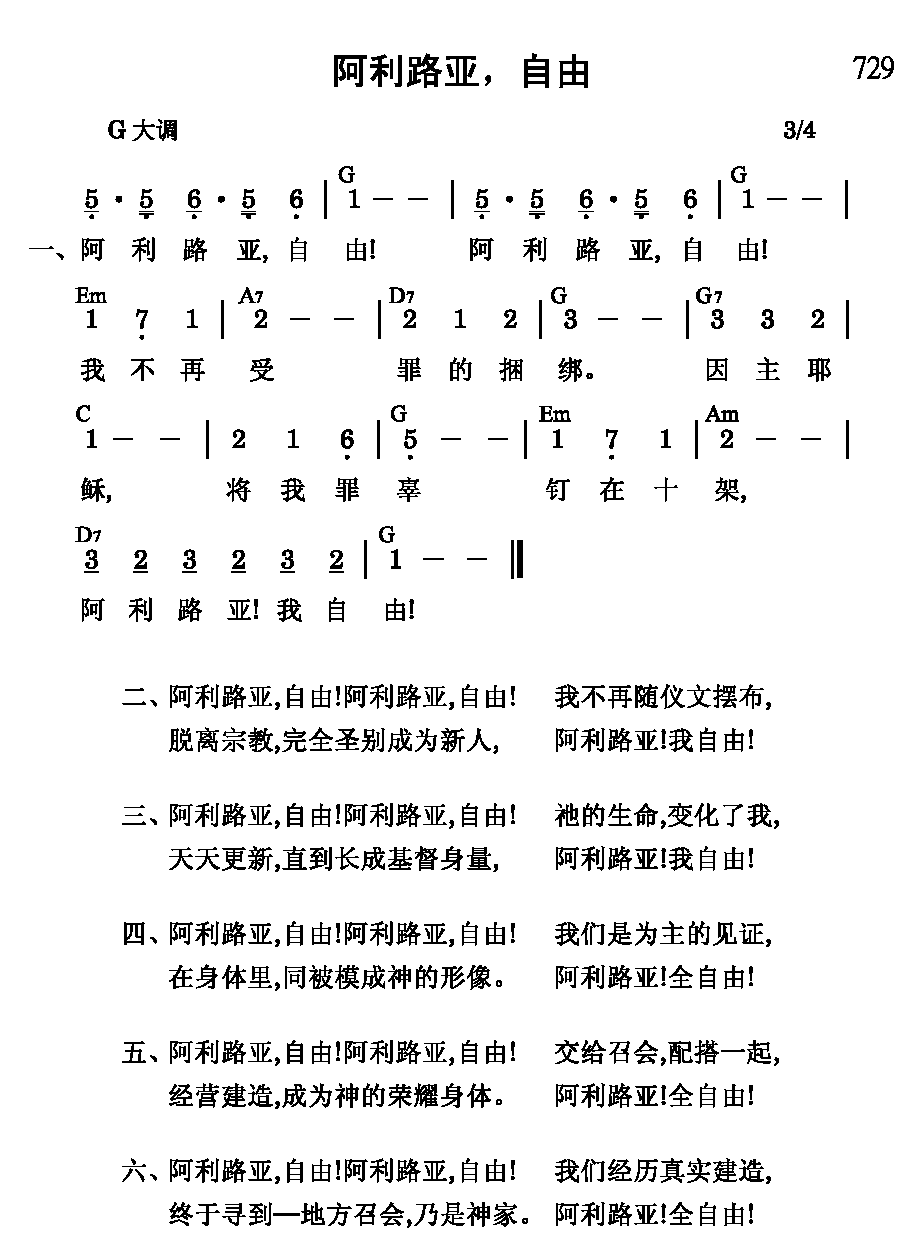 阿利路亚，自由 729
G 大调 3/4
G G
5 · 5 6 · 5 6 | 1 – – | 5 · 5 6 · 5 6 | 1 – – |
一、阿 利 路 亚, 自 由! 阿 利 路 亚, 自 由!
Em A7 D7 G G7
1 7 1 | 2 – – | 2 1 2 | 3 – – | 3 3 2 |
我 不 再 受 罪 的 捆 绑。 因 主 耶
C G Em Am
1 – – | 2 1 6 | 5 – – | 1 7 1 | 2 – – |
稣, 将 我 罪 辜 钉 在 十 架,
D7 G
3 2 3 2 3 2 | 1 – – ‖
阿 利 路 亚! 我 自 由!
二、阿利路亚,自由!阿利路亚,自由! 我不再随仪文摆布,
脱离宗教,完全圣别成为新人, 阿利路亚!我自由!
三、阿利路亚,自由!阿利路亚,自由! 祂的生命,变化了我,
天天更新,直到长成基督身量, 阿利路亚!我自由!
四、阿利路亚,自由!阿利路亚,自由! 我们是为主的见证,
在身体里,同被模成神的形像。 阿利路亚!全自由!
五、阿利路亚,自由!阿利路亚,自由! 交给召会,配搭一起,
经营建造,成为神的荣耀身体。 阿利路亚!全自由!
六、阿利路亚,自由!阿利路亚,自由! 我们经历真实建造,
终于寻到—地方召会,乃是神家。 阿利路亚!全自由!